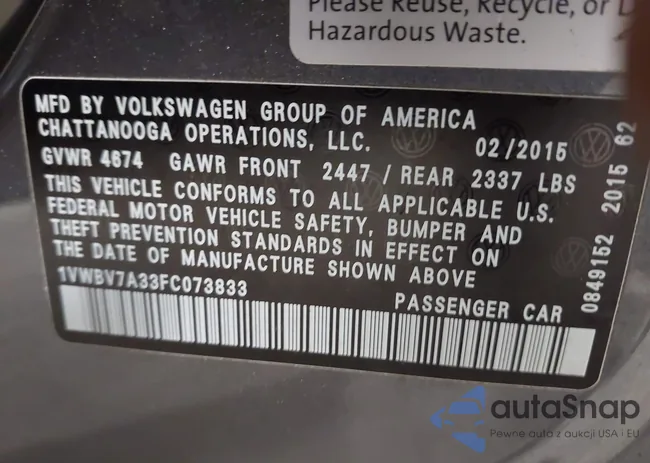 Please Reuse, Recycle, or
Hazardous Waste.
MFD BY VOLKSWAGEN GROUP OF AMERICA
CHATTANOOGA OPERATIONS, LLC. 02/2015
GVWR 4674 GAWR FRONT 2447 / REAR 2337 LBS
THIS VEHICLE CONFORMS TO ALL APPLICABLE U.S.
FEDERAL MOTOR VEHICLE SAFETY, BUMPER AND
THEFT PREVENTION STANDARDS IN EFFECT ON
THE DATE OF MANUFACTURE SHOWN ABOVE
1VWBV7A33FC073833
PASSENGER CAR
0849152 2015 62
autaSnap
Pewne auta z aukcji USA i EU